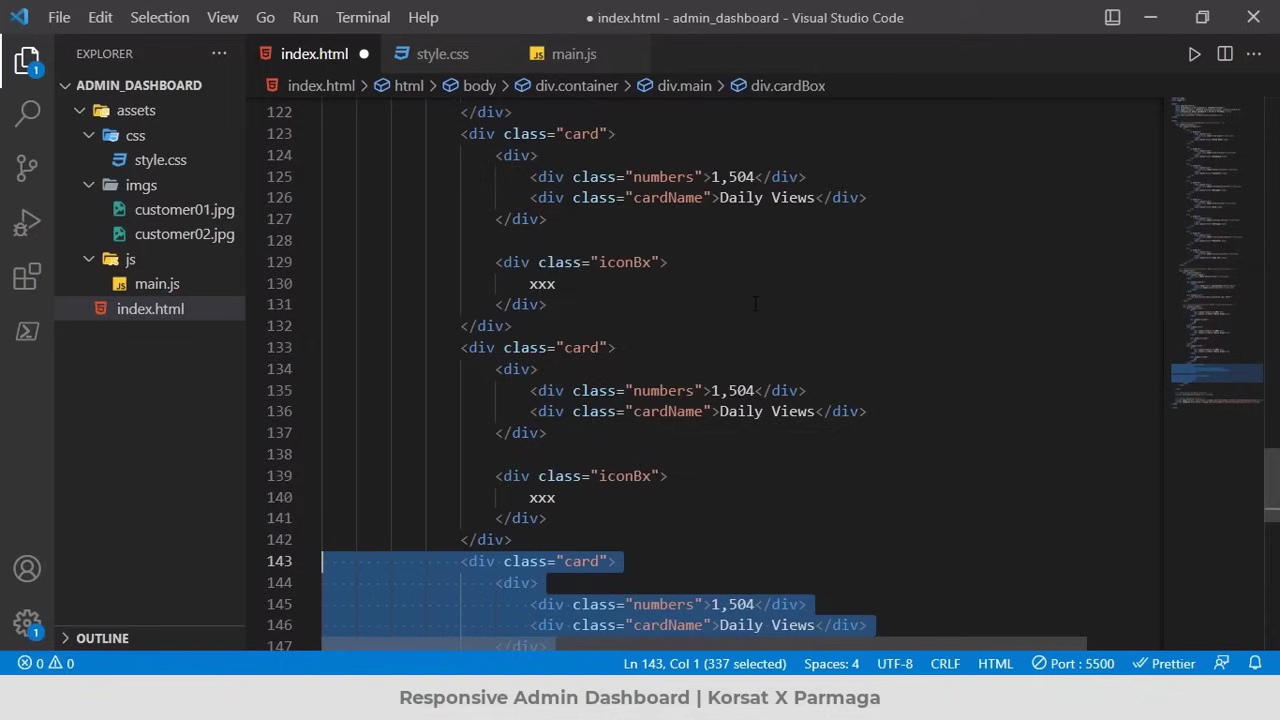 File Edit Selection View Go Run Terminal Help ● index.html - admin_dashboard - Visual Studio Code
EXPLORER ... index.html ● style.css main.js
ADMIN_DASHBOARD
assets
css
style.css
imgs
customer01.jpg
customer02.jpg
js
main.js
index.html
OUTLINE
1
1
index.html > html > body > div.container > div.main > div.cardBox
122 </div>
123 <div class="card">
124 <div>
125 <div class="numbers">1,504</div>
126 <div class="cardName">Daily Views</div>
127 </div>
128
129 <div class="iconBx">
130 xxx
131 </div>
132 </div>
133 <div class="card">
134 <div>
135 <div class="numbers">1,504</div>
136 <div class="cardName">Daily Views</div>
137 </div>
138
139 <div class="iconBx">
140 xxx
141 </div>
142 </div>
143 <div class="card">
144 <div>
145 <div class="numbers">1,504</div>
146 <div class="cardName">Daily Views</div>
147 </div>
0 0 Ln 143, Col 1 (337 selected) Spaces: 4 UTF-8 CRLF HTML Port : 5500 Prettier
Responsive Admin Dashboard | Korsat X Parmaga